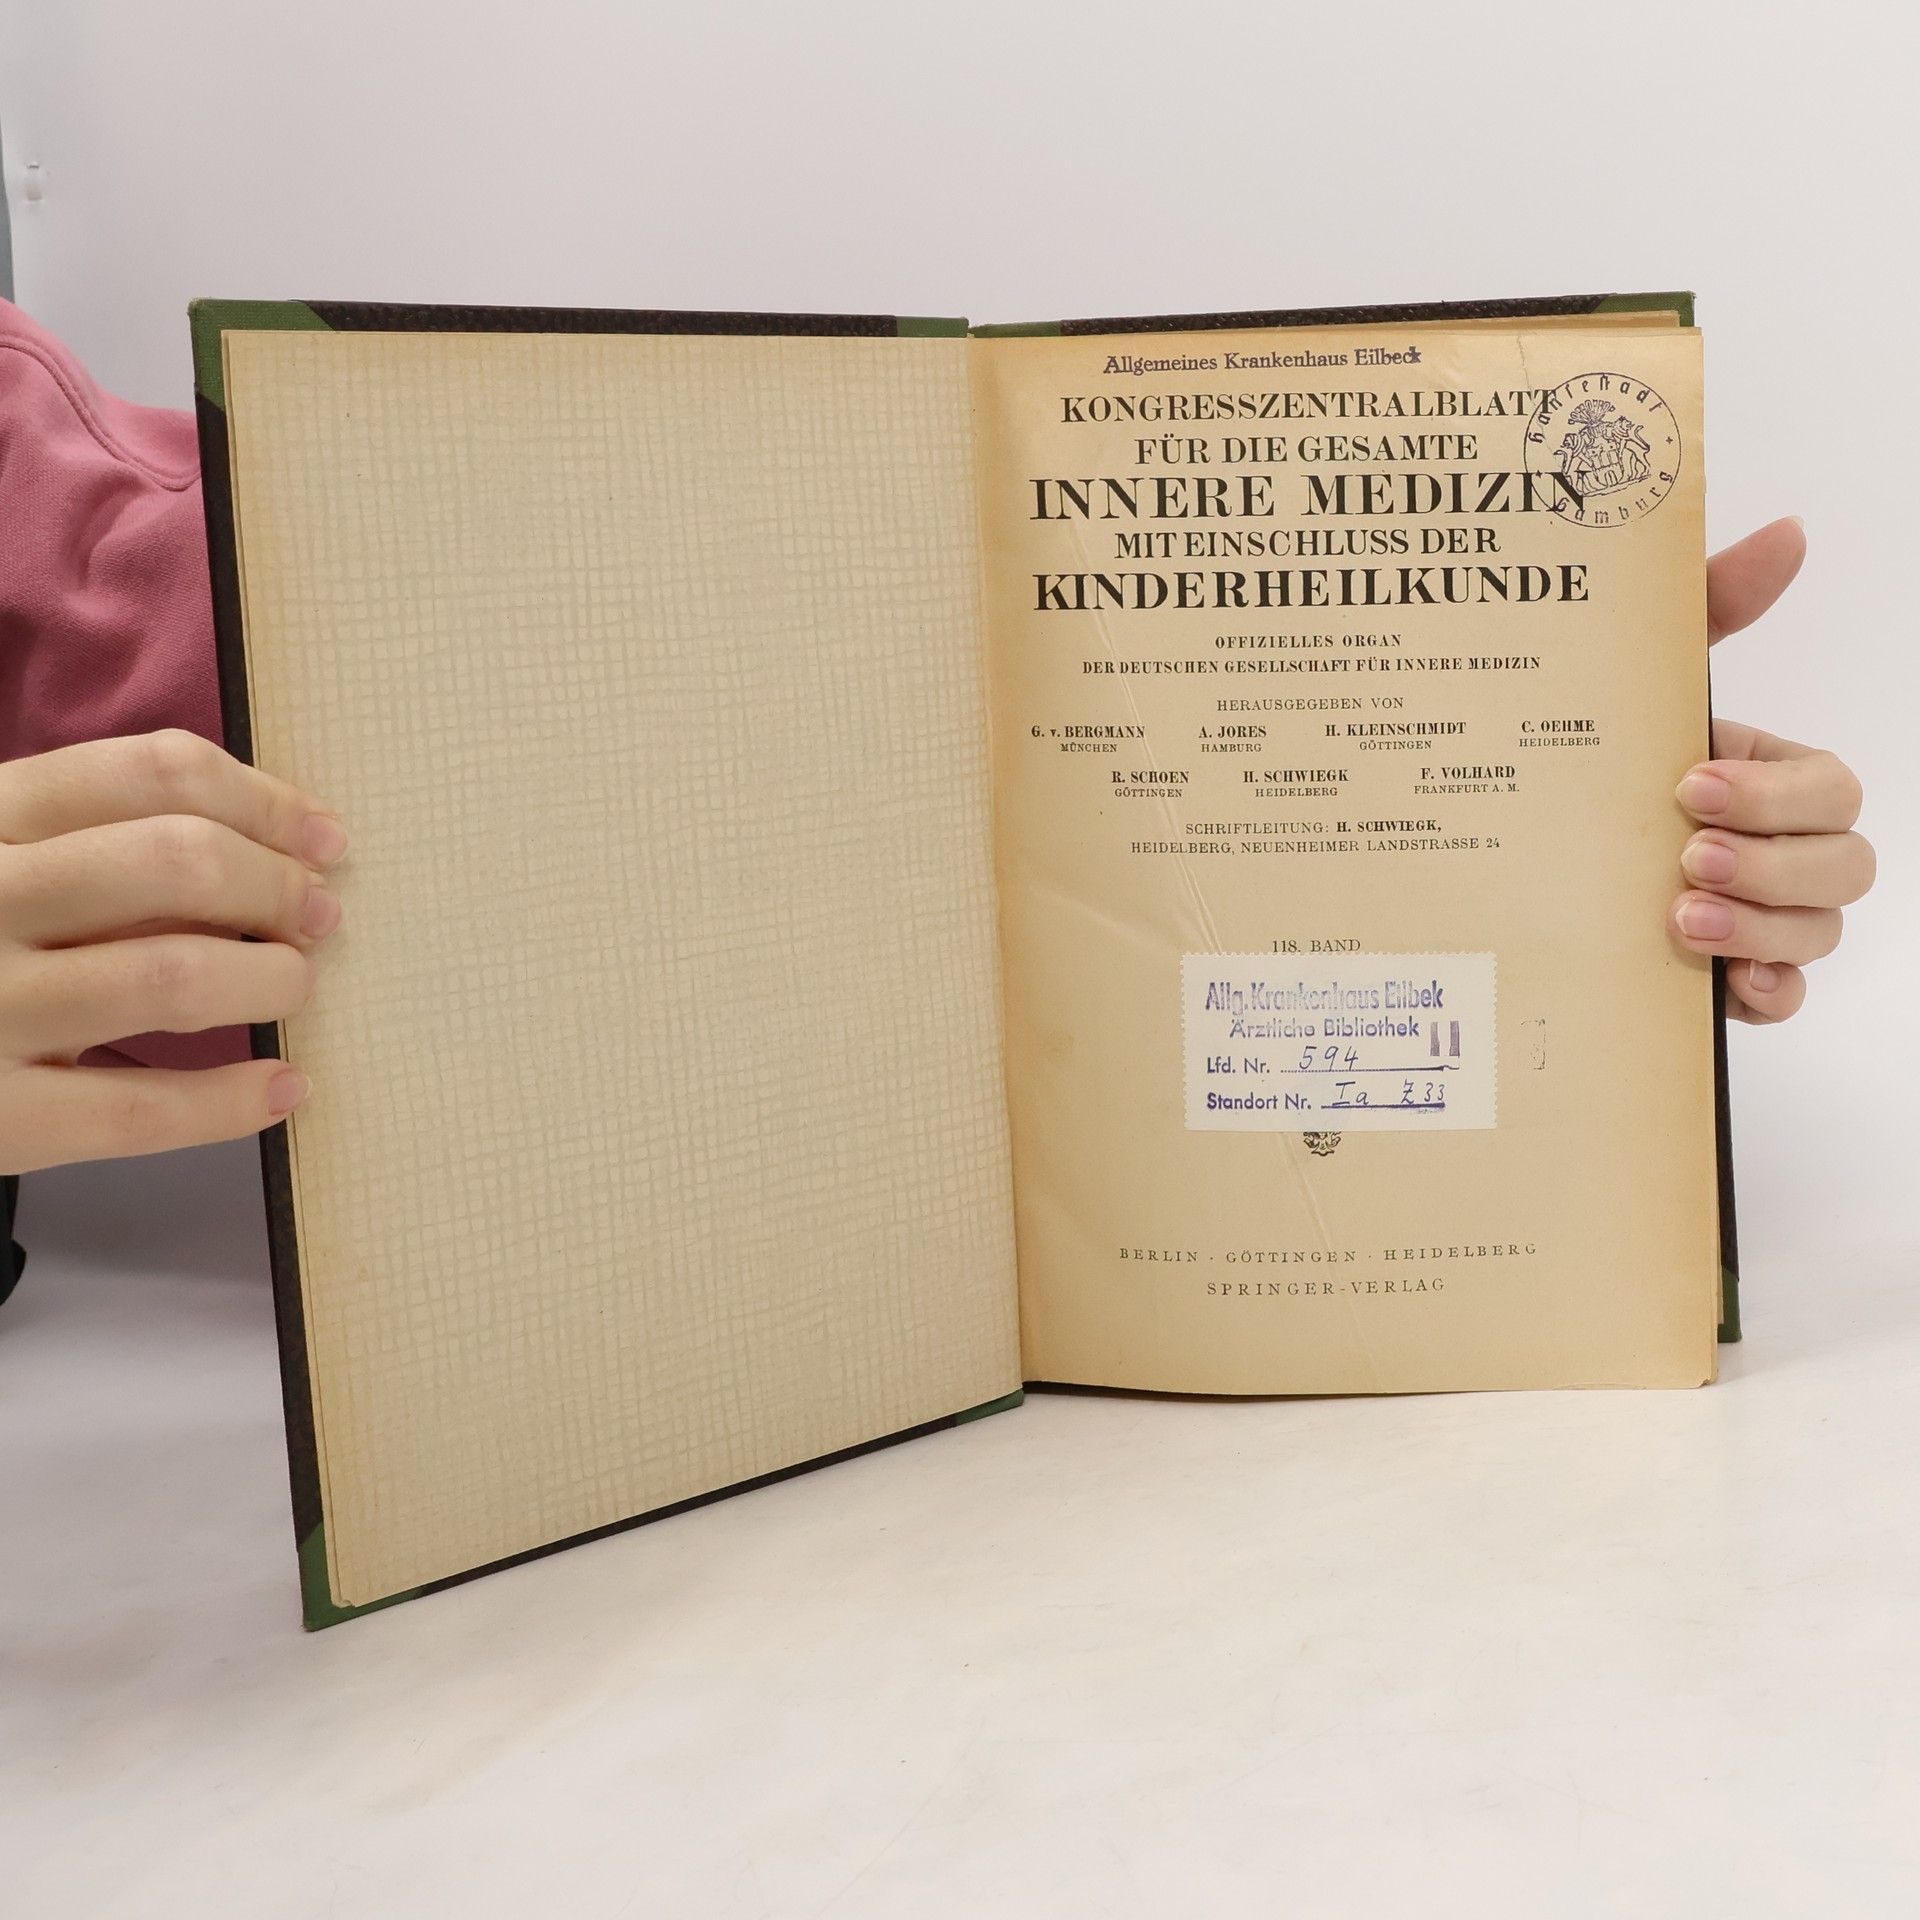 Allgemeines Krankenhaus Eilbeck
Hansestadt
Hamburg
KONGRESSZENTRALBLATT
FÜR DIE GESAMTE
INNERE MEDIZIN
MIT EINSCHLUSS DER
KINDERHEILKUNDE
OFFIZIELLES ORGAN
DER DEUTSCHEN GESELLSCHAFT FÜR INNERE MEDIZIN
HERAUSGEGEBEN VON
G. v. BERGMANN A. JORES H. KLEINSCHMIDT C. OEHME
MÜNCHEN HAMBURG GÖTTINGEN HEIDELBERG
R. SCHOEN H. SCHWIEGK F. VOLHARD
GÖTTINGEN HEIDELBERG FRANKFURT A. M.
SCHRIFTLEITUNG: H. SCHWIEGK,
HEIDELBERG, NEUENHEIMER LANDSTRASSE 24
118. BAND
Allg. Krankenhaus Eilbek
Ärztliche Bibliothek
Lfd. Nr. 594
Standort Nr. Ia Z 33
BERLIN · GÖTTINGEN · HEIDELBERG
SPRINGER-VERLAG